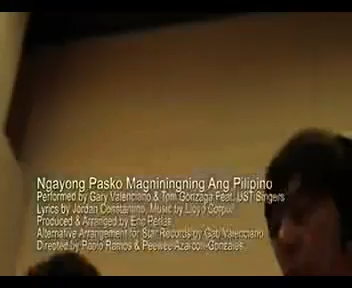 Ngayong Pasko Magniningning Ang Pilipino
Performed by Gary Valenciano & Toni Gonzaga Feat. UST Singers
Lyrics by Jordan Constantino, Music by Lloyd Corpuz
Produced & Arranged by Eric Perlas
Alternative Arrangement for Star Records by Gab Valenciano
Directed by Paolo Ramos & Peewee Azarcon-Gonzales